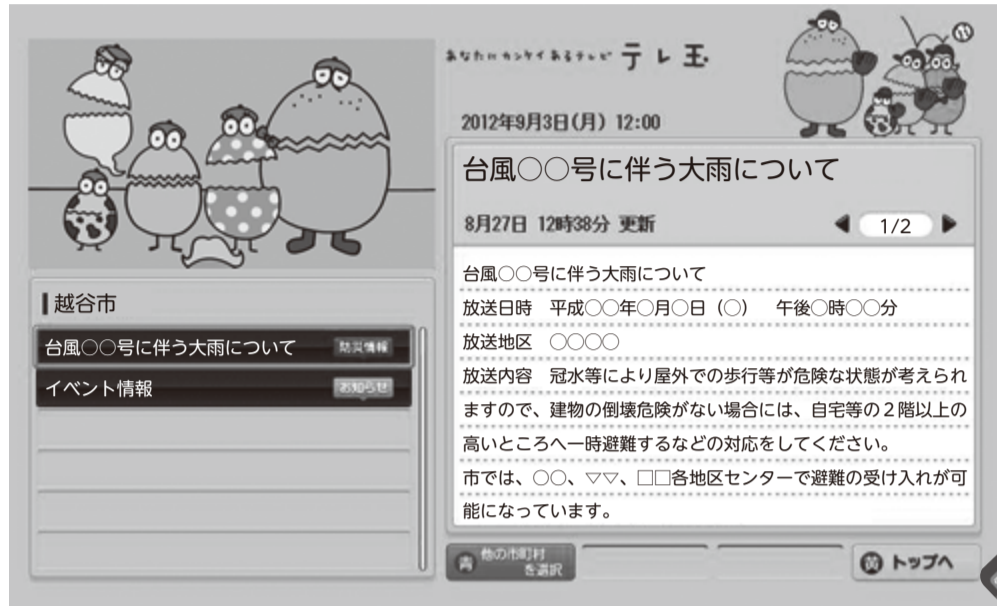 あなたにカンケイあるテレビ テレ玉
2012年9月3日(月) 12:00
台風○○号に伴う大雨について
8月27日 12時38分 更新
1/2
台風○○号に伴う大雨について
放送日時　平成○○年○月○日（○）　午後○時○○分
放送地区　○○○○
放送内容　冠水等により屋外での歩行等が危険な状態が考えられ
ますので、建物の倒壊危険がない場合には、自宅等の２階以上の
高いところへ一時避難するなどの対応をしてください。
市では、○○、▽▽、□□各地区センターで避難の受け入れが可
能になっています。
越谷市
台風○○号に伴う大雨について 防災情報
イベント情報 お知らせ
青 他の市町村
を選択
黄 トップへ